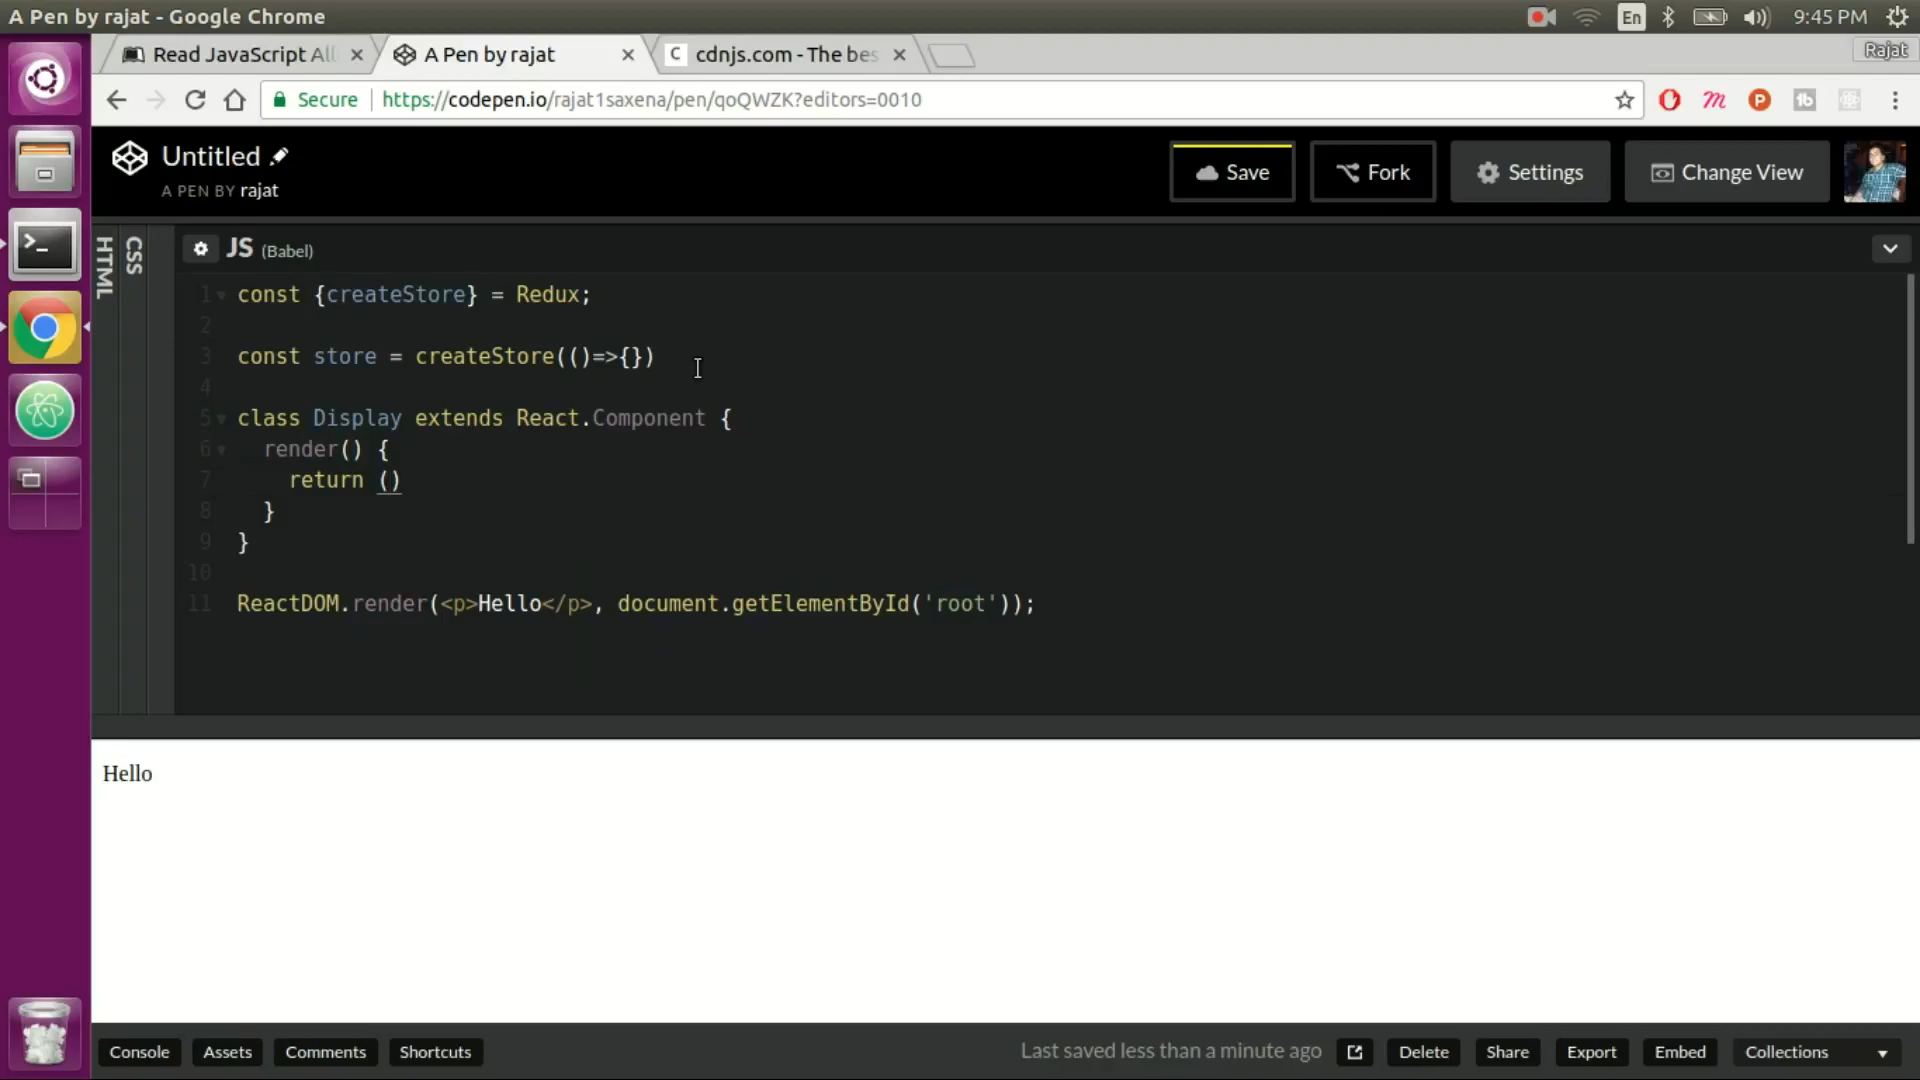 A Pen by rajat - Google Chrome
En
9:45 PM
Read JavaScript All
A Pen by rajat
C cdnjs.com - The bes
Rajat
Secure
https://codepen.io/rajat1saxena/pen/qoQWZK?editors=0010
Untitled
A PEN BY rajat
Save
Fork
Settings
Change View
HTML
CSS
JS (Babel)
1 const {createStore} = Redux;
2
3 const store = createStore(()=>{})
4
5 class Display extends React.Component {
6 render() {
7 return ()
8 }
9 }
10
11 ReactDOM.render(<p>Hello</p>, document.getElementById('root'));
Hello
Console
Assets
Comments
Shortcuts
Last saved less than a minute ago
Delete
Share
Export
Embed
Collections